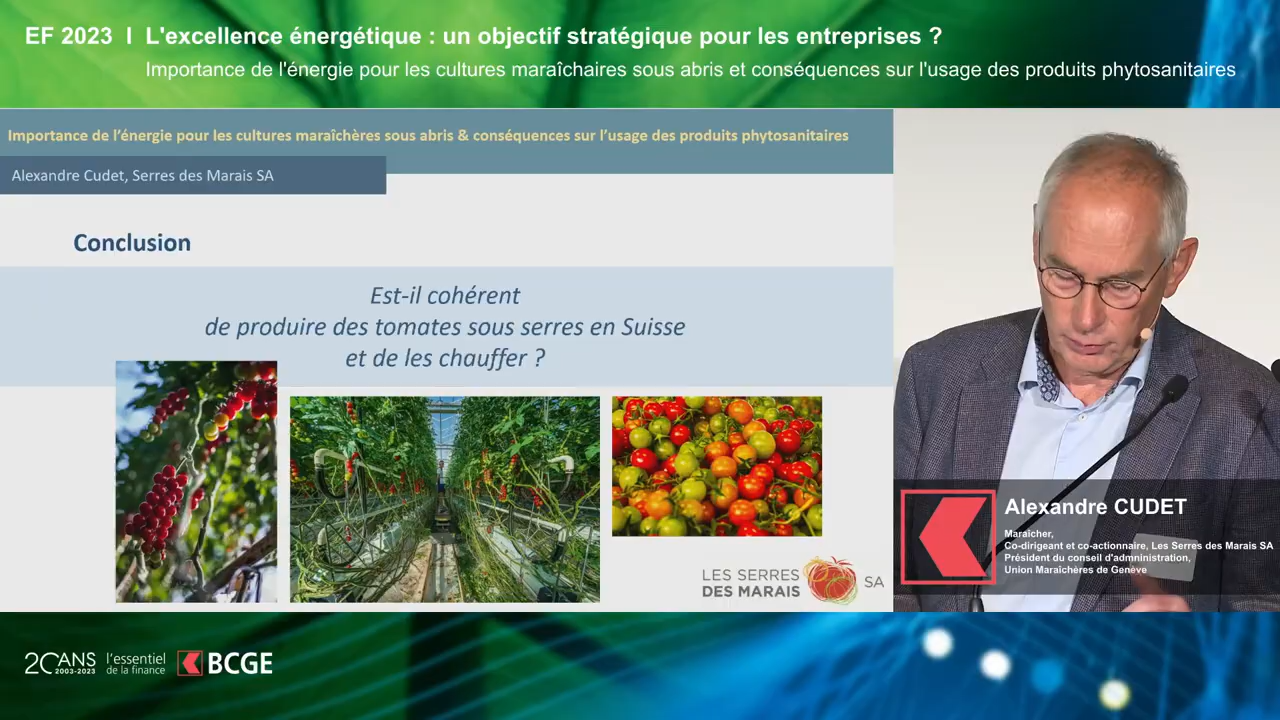 EF 2023 I L'excellence énergétique : un objectif stratégique pour les entreprises ?
Importance de l'énergie pour les cultures maraîchaires sous abris et conséquences sur l'usage des produits phytosanitaires
Importance de l'énergie pour les cultures maraîchères sous abris & conséquences sur l'usage des produits phytosanitaires
Alexandre Cudet, Serres des Marais SA
Conclusion
Est-il cohérent
de produire des tomates sous serres en Suisse
et de les chauffer ?
LES SERRES
DES MARAIS SA
Alexandre CUDET
Maraîcher,
Co-dirigeant et co-actionnaire, Les Serres des Marais SA
Président du conseil d'admninistration,
Union Maraîchères de Genève
20 ANS
2003-2023
l'essentiel
de la finance
BCGE